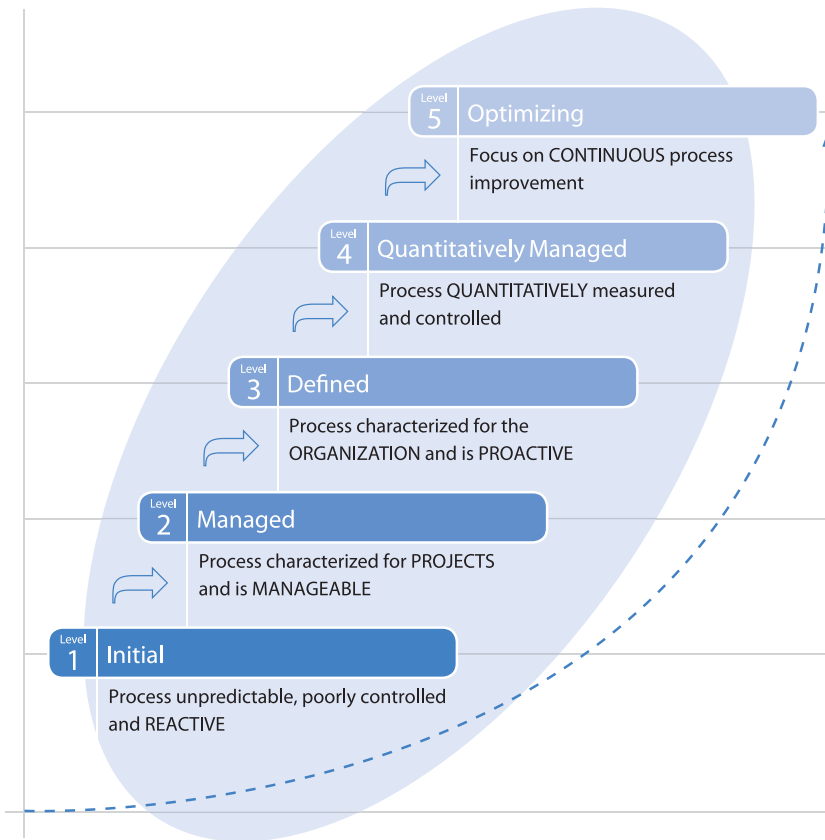 Level
5
Optimizing
Focus on CONTINUOUS process
improvement
Level
4
Quantitatively Managed
Process QUANTITATIVELY measured
and controlled
Level
3
Defined
Process characterized for the
ORGANIZATION and is PROACTIVE
Level
2
Managed
Process characterized for PROJECTS
and is MANAGEABLE
Level
1
Initial
Process unpredictable, poorly controlled
and REACTIVE